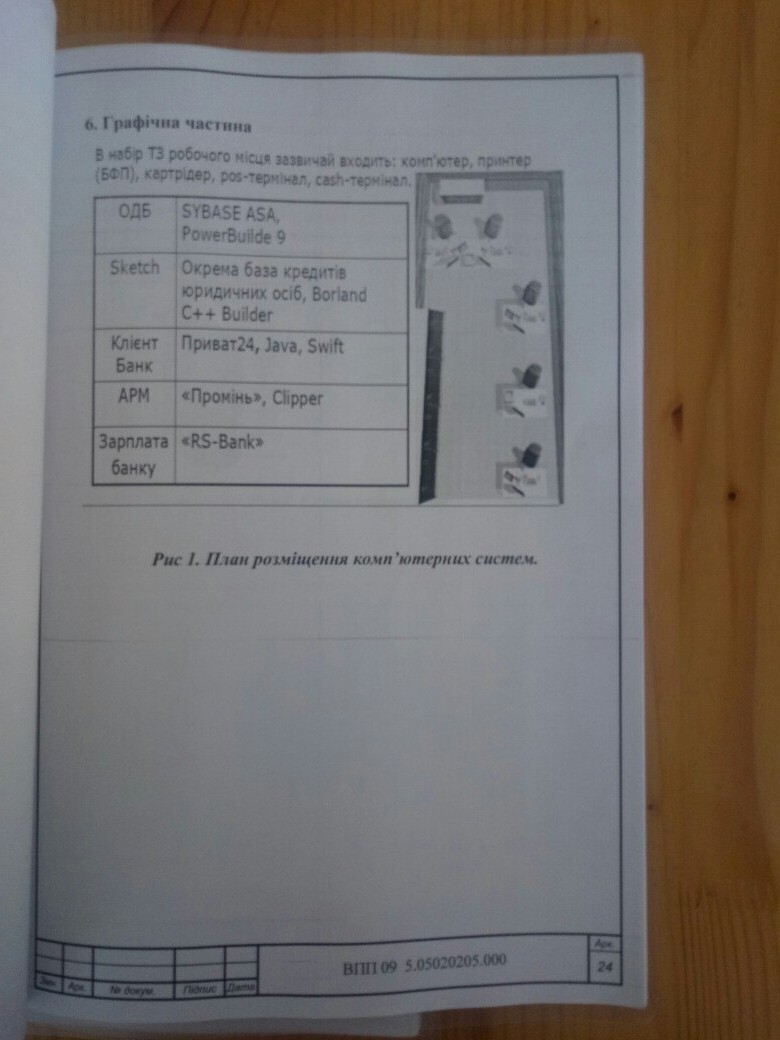 6. Графічна частина
В набір ТЗ робочого місця зазвичай входить: комп'ютер, принтер
(БФП), картрідер, pos-термінал, cash-термінал.
ОДБ
SYBASE ASA,
PowerBuilde 9
Sketch
Окрема база кредитів
юридичних осіб, Borland
C++ Builder
Клієнт
Банк
Приват24, Java, Swift
АРМ
«Промінь», Clipper
Зарплата
банку
«RS-Bank»
Рис 1. План розміщення комп’ютерних систем.
ВПП 09 5.05020205.000
Арк.
24
Зм.
Арк.
№ докум.
Підпис
Дата